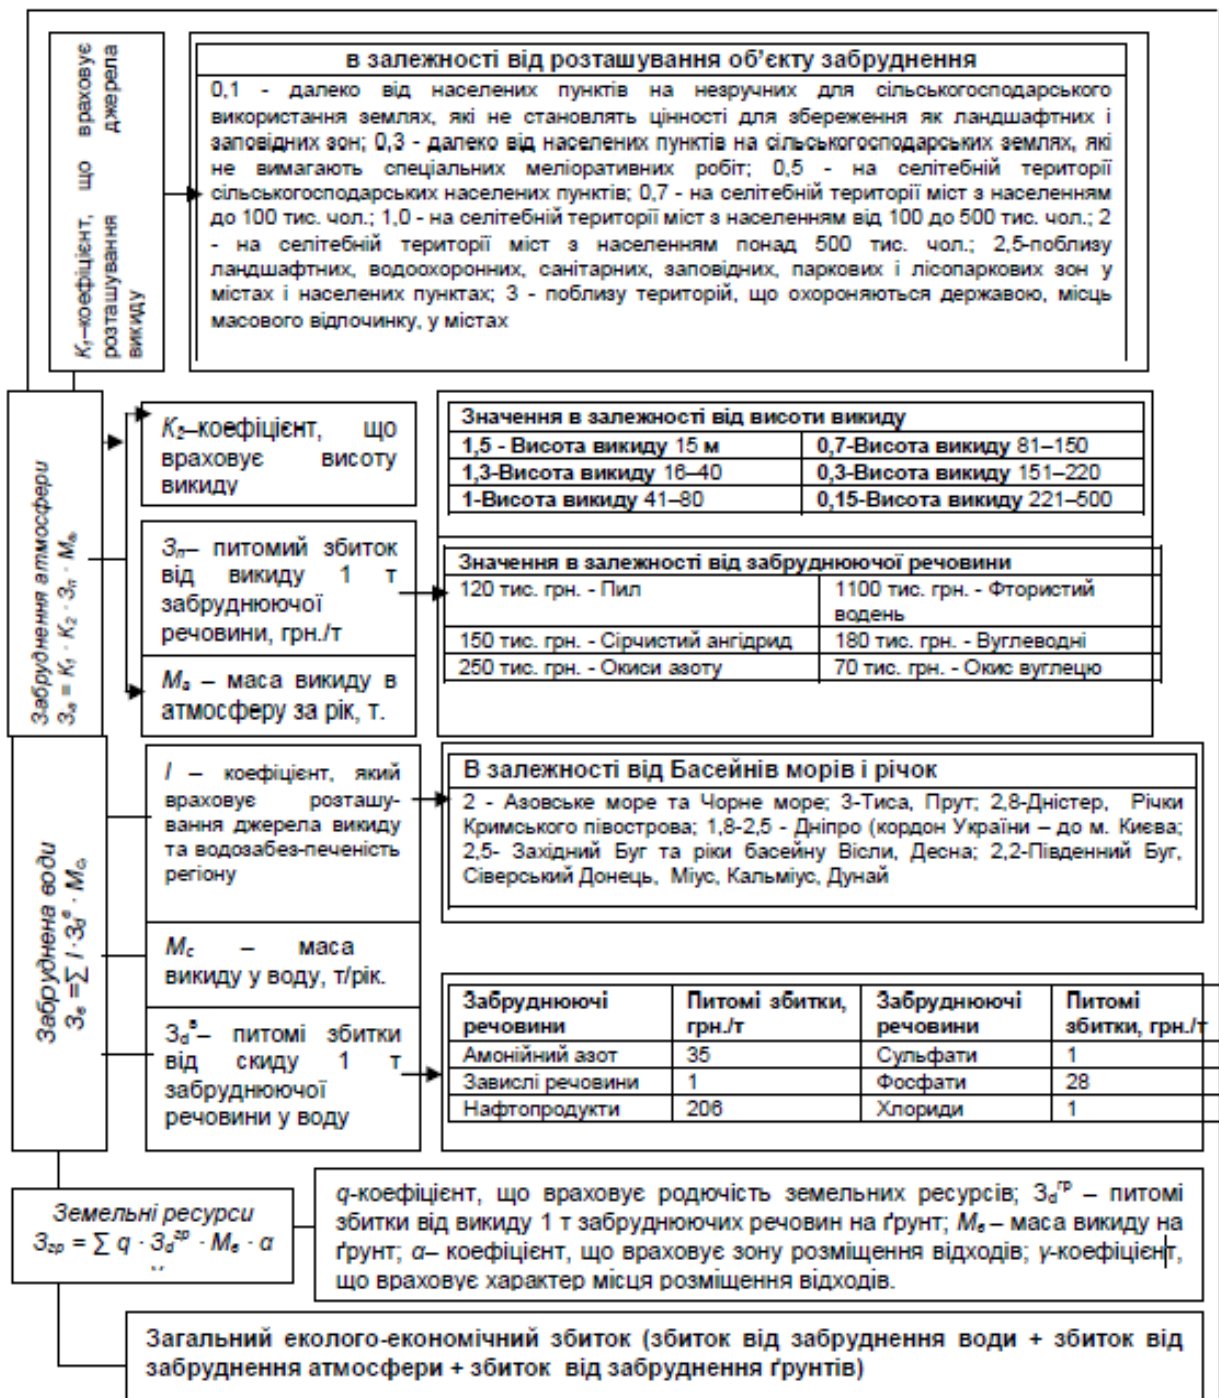 K₁–коефіцієнт, що враховує
розташування джерела
викиду
в залежності від розташування об’єкту забруднення
0,1 - далеко від населених пунктів на незручних для сільськогосподарського
використання землях, які не становлять цінності для збереження як ландшафтних і
заповідних зон; 0,3 - далеко від населених пунктів на сільськогосподарських землях, які
не вимагають спеціальних меліоративних робіт; 0,5 - на селітебній території
сільськогосподарських населених пунктів; 0,7 - на селітебній території міст з населенням
до 100 тис. чол.; 1,0 - на селітебній території міст з населенням від 100 до 500 тис. чол.; 2
- на селітебній території міст з населенням понад 500 тис. чол.; 2,5-поблизу
ландшафтних, водоохоронних, санітарних, заповідних, паркових і лісопаркових зон у
містах і населених пунктах; 3 - поблизу територій, що охороняються державою, місць
масового відпочинку, у містах
Забруднення атмосфери
Зₐ = K₁ · K₂ · Зп · Mₐ
K₂–коефіцієнт, що
враховує висоту
викиду
Значення в залежності від висоти викиду
1,5 - Висота викиду 15 м 0,7-Висота викиду 81–150
1,3-Висота викиду 16–40 0,3-Висота викиду 151–220
1-Висота викиду 41–80 0,15-Висота викиду 221–500
Зп– питомий збиток
від викиду 1 т
забруднюючої
речовини, грн./т
Значення в залежності від забруднюючої речовини
120 тис. грн. - Пил 1100 тис. грн. - Фтористий
водень
150 тис. грн. - Сірчистий ангідрид 180 тис. грн. - Вуглеводні
250 тис. грн. - Окиси азоту 70 тис. грн. - Окис вуглецю
Mₐ – маса викиду в
атмосферу за рік, т.
Забруднена води
Зв =∑ I ·Зdᵉ · Mc,
I – коефіцієнт, який
враховує розташу-
вання джерела викиду
та водозабез-печеність
регіону
В залежності від Басейнів морів і річок
2 - Азовське море та Чорне море; 3-Тиса, Прут; 2,8-Дністер, Річки
Кримського півострова; 1,8-2,5 - Дніпро (кордон України – до м. Києва;
2,5- Західний Буг та ріки басейну Вісли, Десна; 2,2-Південний Буг,
Сіверський Донець, Міус, Кальміус, Дунай
Mc – маса
викиду у воду, т/рік.
Зdᴮ– питомі збитки
від скиду 1 т
забруднюючої
речовини у воду
Забруднюючі Питомі збитки, Забруднюючі Питомі
речовини грн./т речовини збитки, грн./т
Амонійний азот 35 Сульфати 1
Завислі речовини 1 Фосфати 28
Нафтопродукти 206 Хлориди 1
Земельні ресурси
Згр = ∑ q · Зdᶻᵖ · Mв · α
q-коефіцієнт, що враховує родючість земельних ресурсів; Зdᴦᴾ – питомі
збитки від викиду 1 т забруднюючих речовин на ґрунт; Mв – маса викиду на
ґрунт; α– коефіцієнт, що враховує зону розміщення відходів; γ-коефіцієнт,
що враховує характер місця розміщення відходів.
Загальний еколого-економічний збиток (збиток від забруднення води + збиток від
забруднення атмосфери + збиток від забруднення ґрунтів)